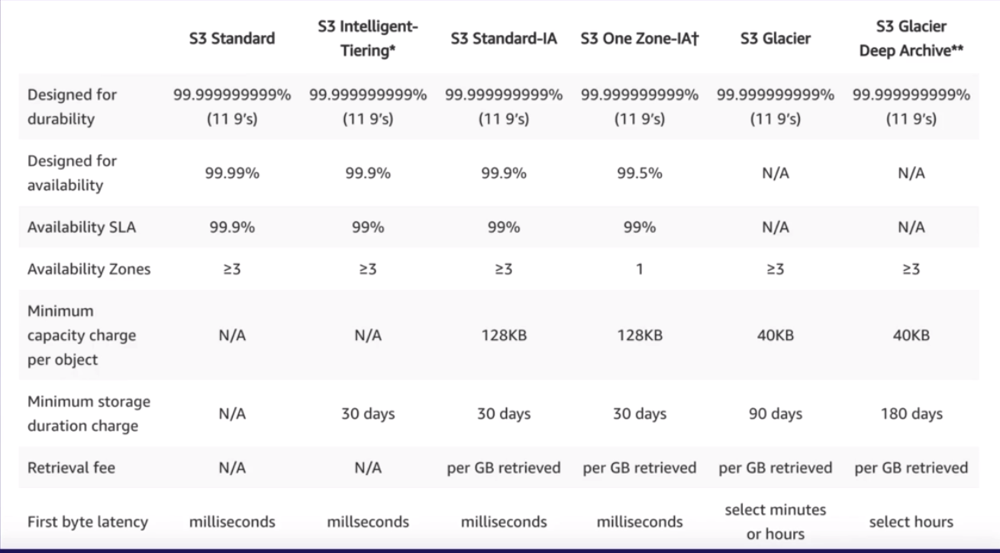 S3 Standard S3 Intelligent-Tiering* S3 Standard-IA S3 One Zone-IA† S3 Glacier S3 Glacier Deep Archive**
Designed for durability 99.999999999% (11 9’s) 99.999999999% (11 9’s) 99.999999999% (11 9’s) 99.999999999% (11 9’s) 99.999999999% (11 9’s) 99.999999999% (11 9’s)
Designed for availability 99.99% 99.9% 99.9% 99.5% N/A N/A
Availability SLA 99.9% 99% 99% 99% N/A N/A
Availability Zones ≥3 ≥3 ≥3 1 ≥3 ≥3
Minimum capacity charge per object N/A N/A 128KB 128KB 40KB 40KB
Minimum storage duration charge N/A 30 days 30 days 30 days 90 days 180 days
Retrieval fee N/A N/A per GB retrieved per GB retrieved per GB retrieved per GB retrieved
First byte latency milliseconds millseconds milliseconds milliseconds select minutes or hours select hours